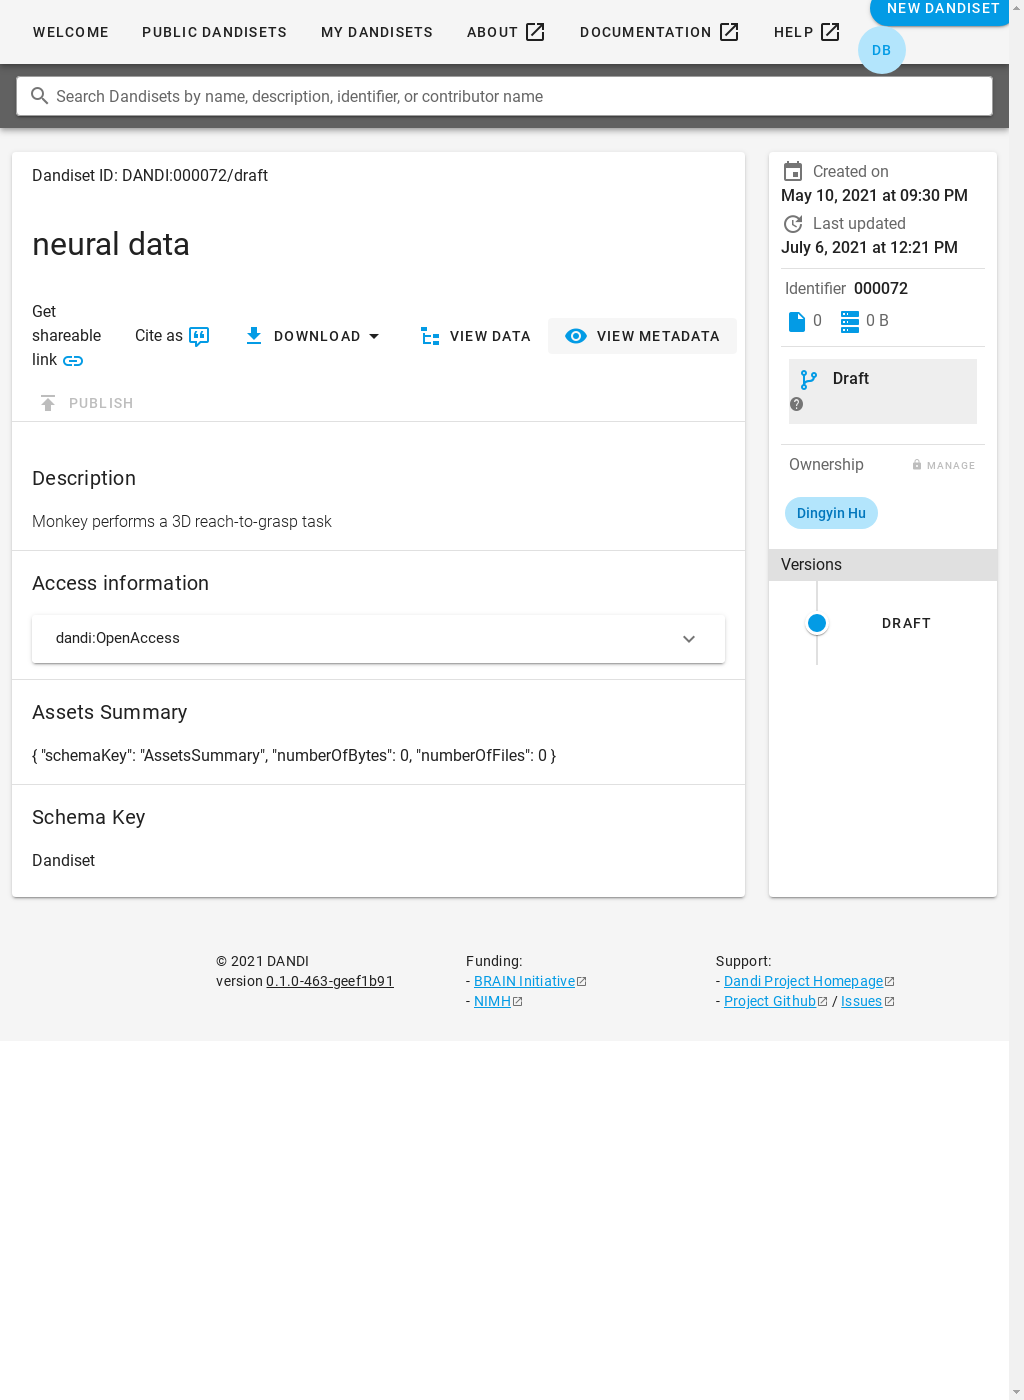 WELCOME PUBLIC DANDISETS MY DANDISETS ABOUT DOCUMENTATION HELP NEW DANDISET
DB
Search Dandisets by name, description, identifier, or contributor name
Dandiset ID: DANDI:000072/draft
neural data
Get
shareable
link
Cite as
DOWNLOAD
VIEW DATA
VIEW METADATA
PUBLISH
Description
Monkey performs a 3D reach-to-grasp task
Access information
dandi:OpenAccess
Assets Summary
{ "schemaKey": "AssetsSummary", "numberOfBytes": 0, "numberOfFiles": 0 }
Schema Key
Dandiset
Created on
May 10, 2021 at 09:30 PM
Last updated
July 6, 2021 at 12:21 PM
Identifier 000072
0 0 B
Draft
Ownership MANAGE
Dingyin Hu
Versions
DRAFT
© 2021 DANDI
version 0.1.0-463-geef1b91
Funding:
- BRAIN Initiative
- NIMH
Support:
- Dandi Project Homepage
- Project Github / Issues